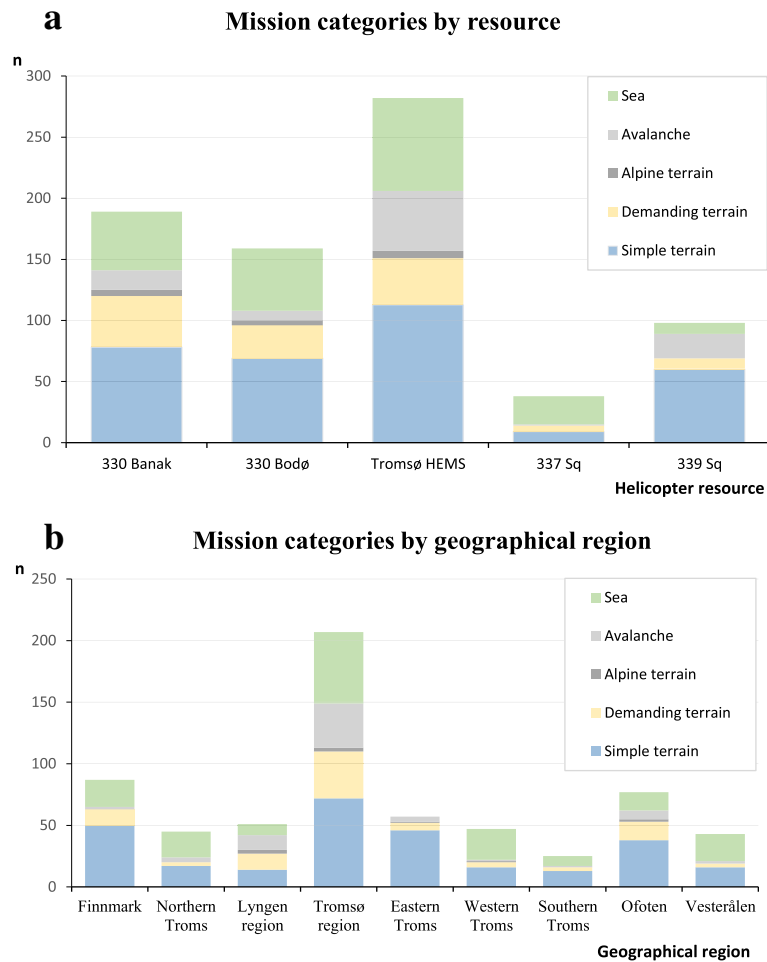 a
Mission categories by resource
n
300
250
200
150
100
50
0
Sea
Avalanche
Alpine terrain
Demanding terrain
Simple terrain
330 Banak 330 Bodø Tromsø HEMS 337 Sq 339 Sq
Helicopter resource
b
Mission categories by geographical region
n
250
200
150
100
50
0
Sea
Avalanche
Alpine terrain
Demanding terrain
Simple terrain
Finnmark Northern Lyngen Tromsø Eastern Western Southern Ofoten Vesterålen
Troms region region Troms Troms Troms
Geographical region